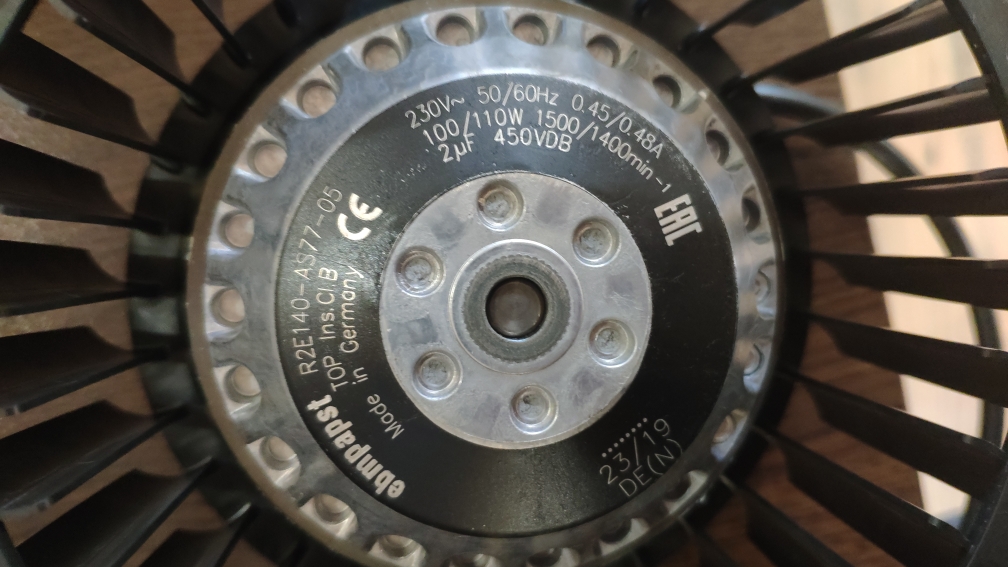 230V~ 50/60Hz 0.45/0.48A
100/110W 1500/1400min-1
2µF 450VDB
EAC
CE
R2E140-AS77-05
TOP Ins.Cl.B
Made in Germany
ebmpapst
23/19
DE(N)